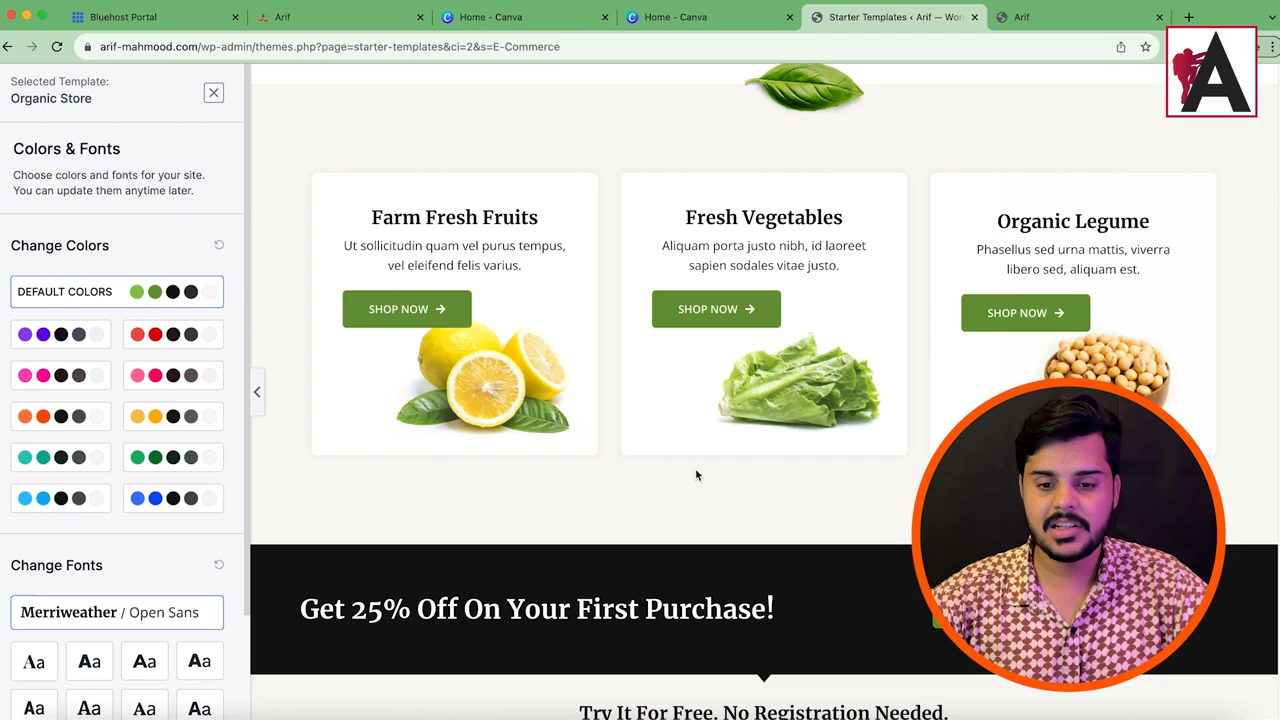 Bluehost Portal
Arif
Home - Canva
Home - Canva
Starter Templates ‹ Arif — Wor
Arif
arif-mahmood.com/wp-admin/themes.php?page=starter-templates&ci=2&s=E-Commerce
A
Selected Template:
Organic Store
Colors & Fonts
Choose colors and fonts for your site.
You can update them anytime later.
Change Colors
DEFAULT COLORS
Change Fonts
Merriweather / Open Sans
Aa Aa Aa Aa
Aa Aa Aa Aa
Farm Fresh Fruits
Ut sollicitudin quam vel purus tempus,
vel eleifend felis varius.
SHOP NOW →
Fresh Vegetables
Aliquam porta justo nibh, id laoreet
sapien sodales vitae justo.
SHOP NOW →
Organic Legume
Phasellus sed urna mattis, viverra
libero sed, aliquam est.
SHOP NOW →
Get 25% Off On Your First Purchase!
Try It For Free. No Registration Needed.